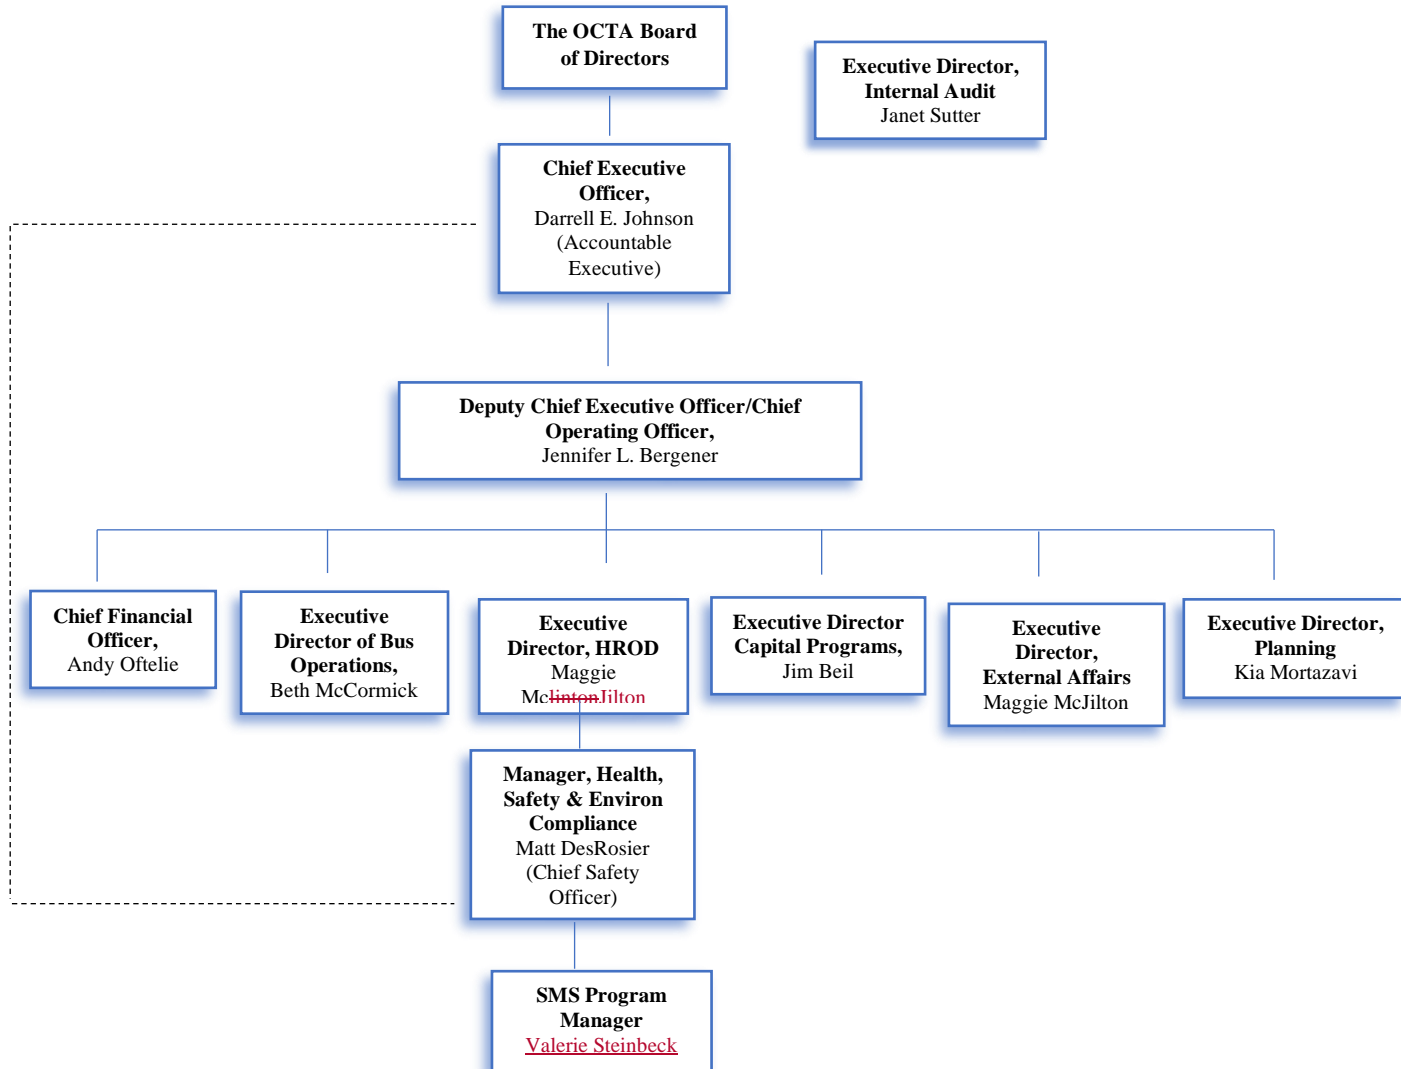 The OCTA Board
of Directors
Executive Director,
Internal Audit
Janet Sutter
Chief Executive
Officer,
Darrell E. Johnson
(Accountable
Executive)
Deputy Chief Executive Officer/Chief
Operating Officer,
Jennifer L. Bergener
Chief Financial
Officer,
Andy Oftelie
Executive
Director of Bus
Operations,
Beth McCormick
Executive
Director, HROD
Maggie
MclintonJilton
Executive Director
Capital Programs,
Jim Beil
Executive
Director,
External Affairs
Maggie McJilton
Executive Director,
Planning
Kia Mortazavi
Manager, Health,
Safety & Environ
Compliance
Matt DesRosier
(Chief Safety
Officer)
SMS Program
Manager
Valerie Steinbeck